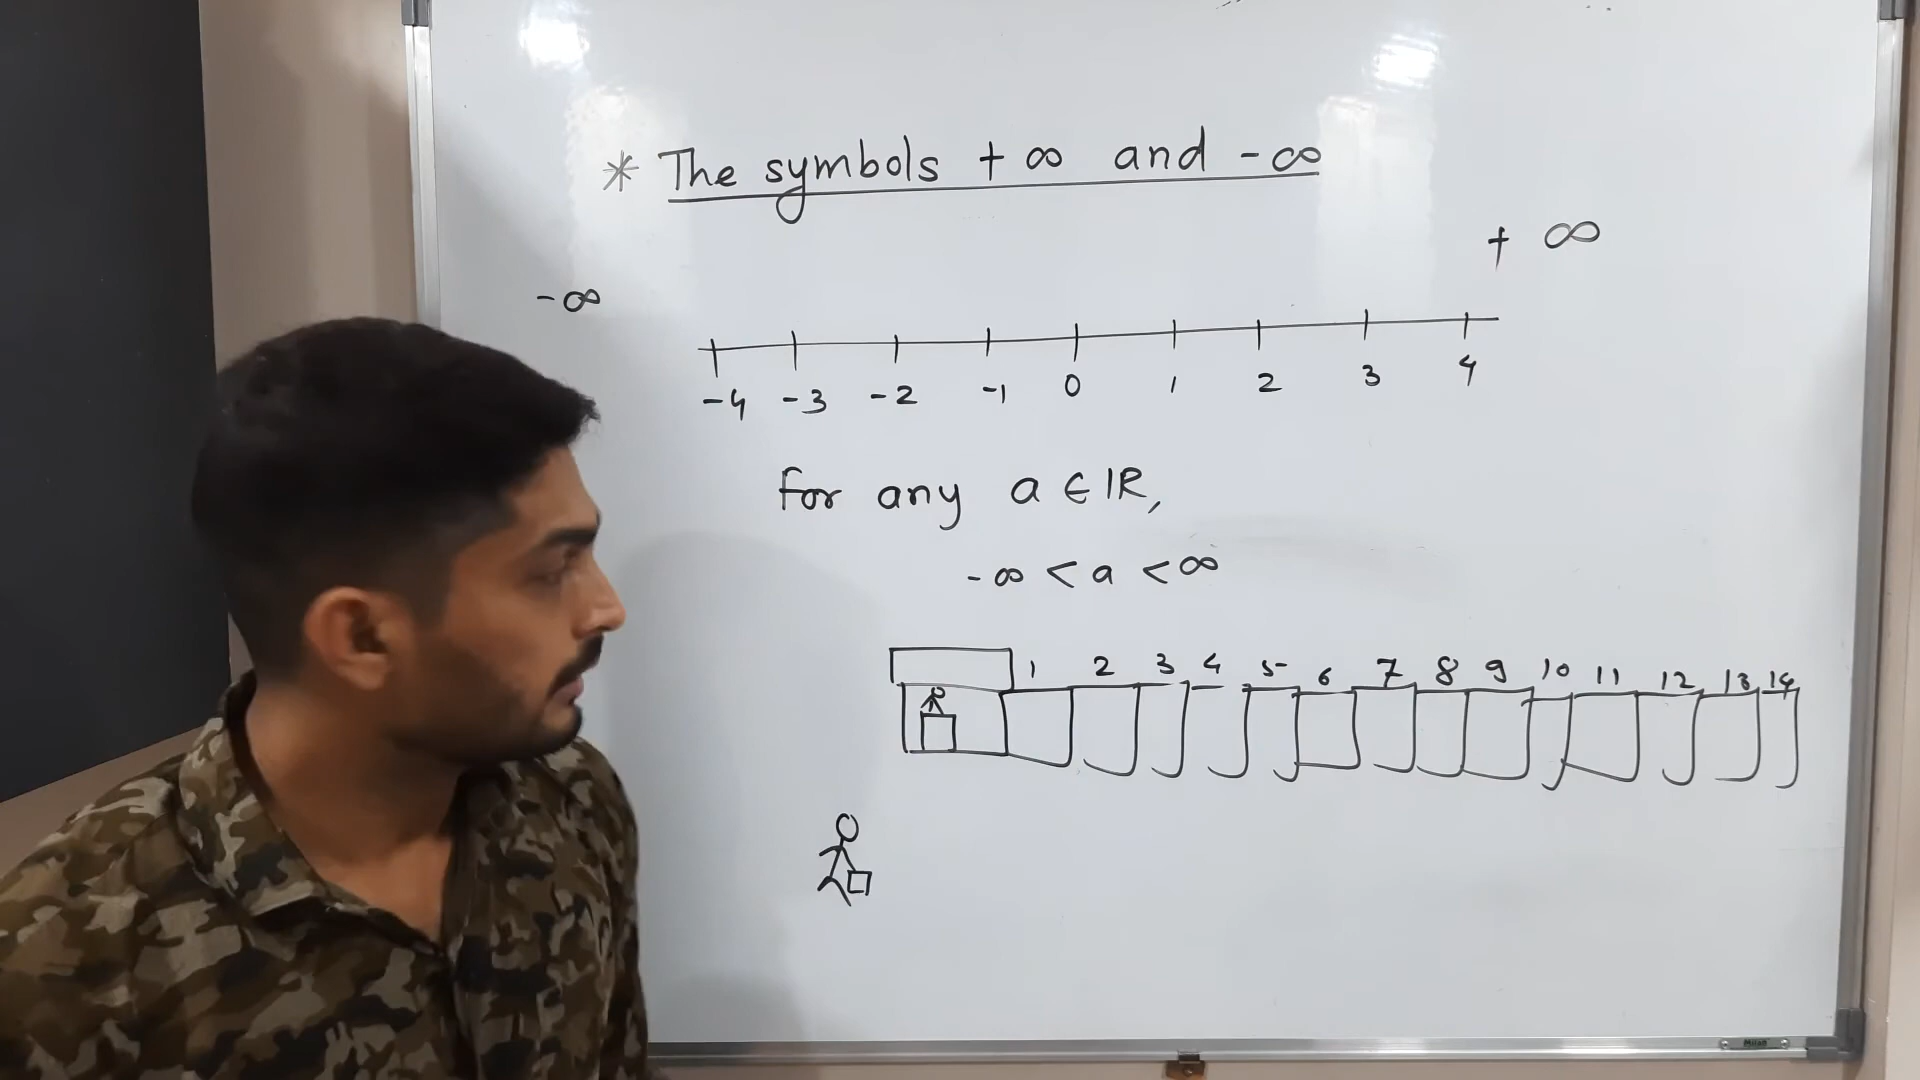 * The symbols + ∞ and - ∞
+ ∞
- ∞
-4 -3 -2 -1 0 1 2 3 4
for any a ∈ ℝ,
- ∞ < a < ∞
1 2 3 4 5 6 7 8 9 10 11 12 13 14
Milan